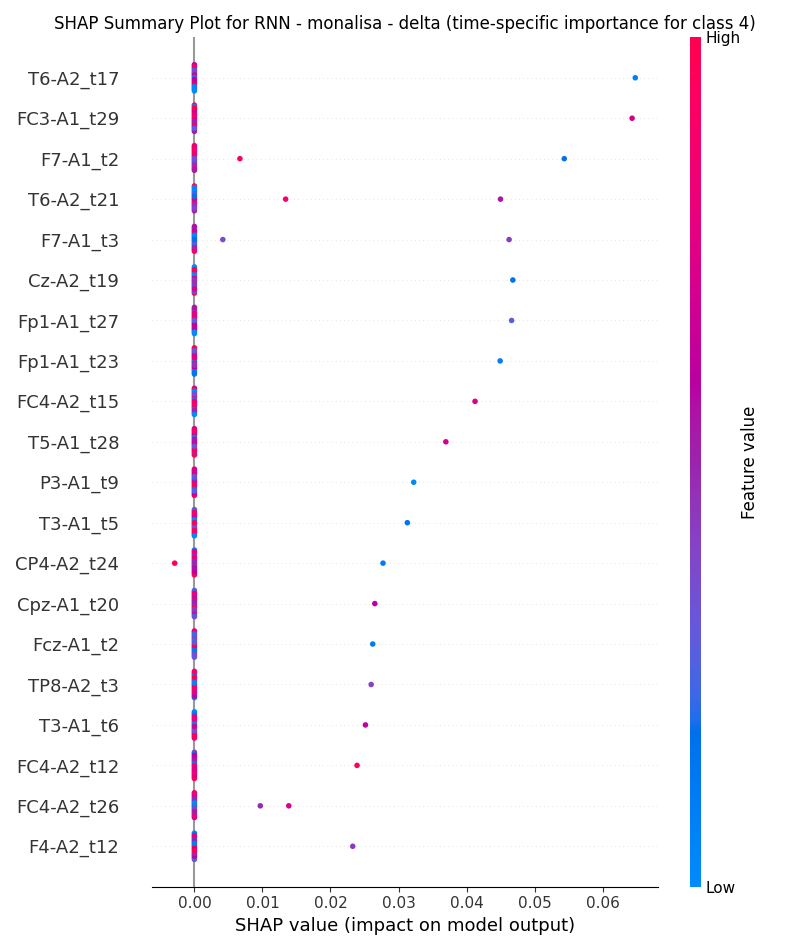 SHAP Summary Plot for RNN - monalisa - delta (time-specific importance for class 4)
High
T6-A2_t17
FC3-A1_t29
F7-A1_t2
T6-A2_t21
F7-A1_t3
Cz-A2_t19
Fp1-A1_t27
Fp1-A1_t23
FC4-A2_t15
T5-A1_t28
P3-A1_t9
T3-A1_t5
CP4-A2_t24
Cpz-A1_t20
Fcz-A1_t2
TP8-A2_t3
T3-A1_t6
FC4-A2_t12
FC4-A2_t26
F4-A2_t12
Feature value
Low
0.00 0.01 0.02 0.03 0.04 0.05 0.06
SHAP value (impact on model output)